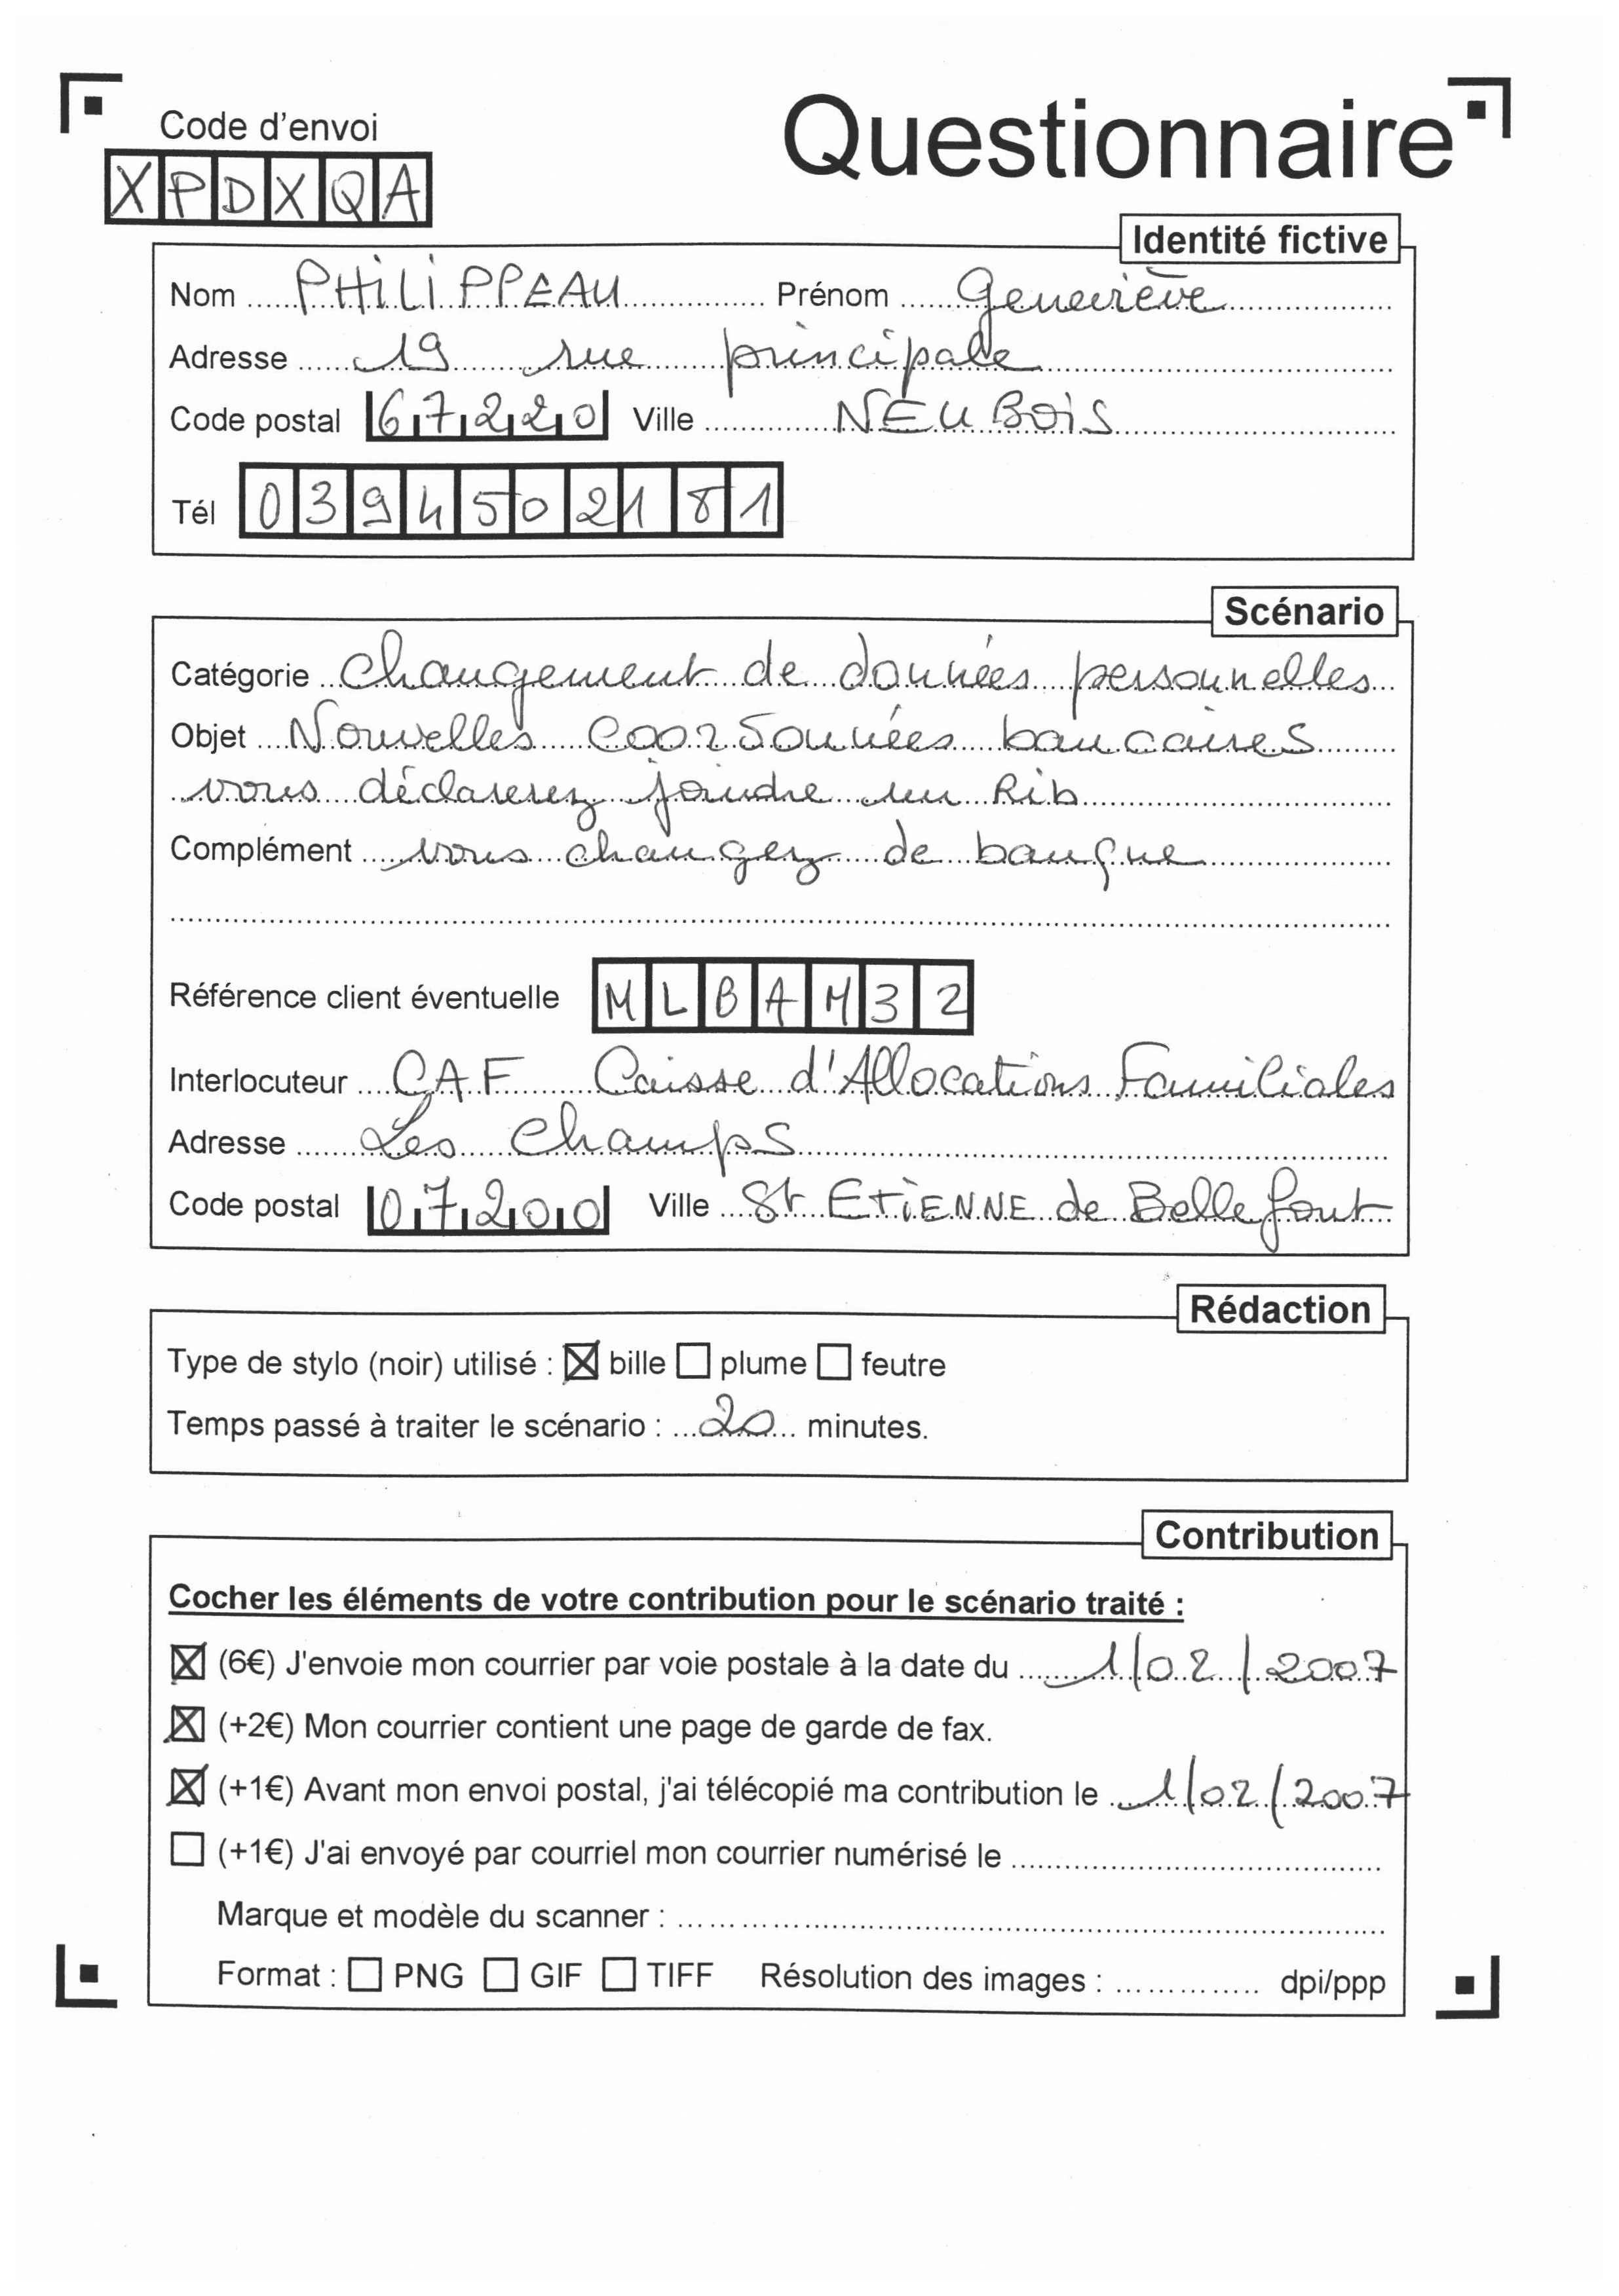 Code d'envoi
Questionnaire
XPDXQA
Identité fictive
Nom PHiLiPPEAU Prénom Geneviève
Adresse 19 rue principale
Code postal 67220 Ville NEUBOiS
Tél 0394502181
Scénario
Catégorie changement de données personnelles
Objet Nouvelles coordonnées bancaires
vous déclarerez joindre un Rib
Complément vous changez de banque
Référence client éventuelle MLBAH32
Interlocuteur CAF Caisse d'Allocations Familiales
Adresse Les Champs
Code postal 07200 Ville St ETiENNE de Bellefont
Rédaction
Type de stylo (noir) utilisé : ☒ bille ☐ plume ☐ feutre
Temps passé à traiter le scénario : 20 minutes.
Contribution
Cocher les éléments de votre contribution pour le scénario traité :
☒ (6€) J'envoie mon courrier par voie postale à la date du 1/02/2007
☒ (+2€) Mon courrier contient une page de garde de fax.
☒ (+1€) Avant mon envoi postal, j'ai télécopié ma contribution le 1/02/2007
☐ (+1€) J'ai envoyé par courriel mon courrier numérisé le
Marque et modèle du scanner :
Format : ☐ PNG ☐ GIF ☐ TIFF Résolution des images : dpi/ppp